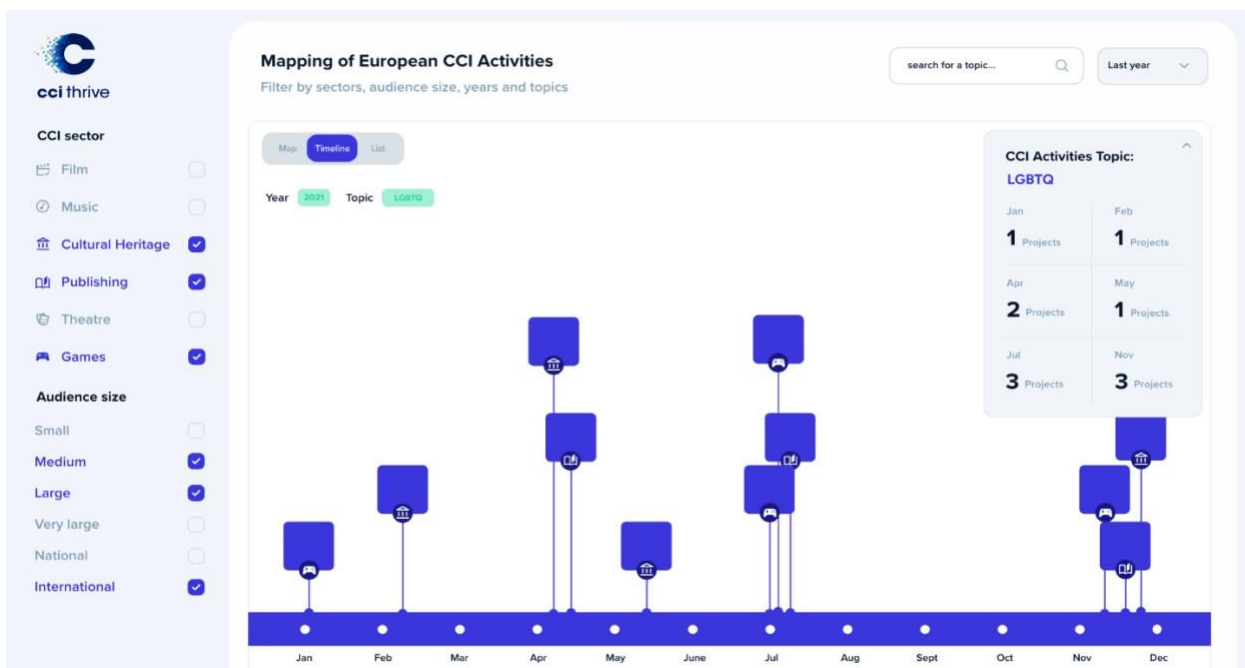 cci thrive
CCI sector
Film
Music
Cultural Heritage
Publishing
Theatre
Games
Audience size
Small
Medium
Large
Very large
National
International
Mapping of European CCI Activities
Filter by sectors, audience size, years and topics
search for a topic...
Last year
Map Timeline List
Year 2021 Topic LGBTQ
CCI Activities Topic:
LGBTQ
Jan Feb
1 Projects 1 Projects
Apr May
2 Projects 1 Projects
Jul Nov
3 Projects 3 Projects
Jan Feb Mar Apr May June Jul Aug Sept Oct Nov Dec